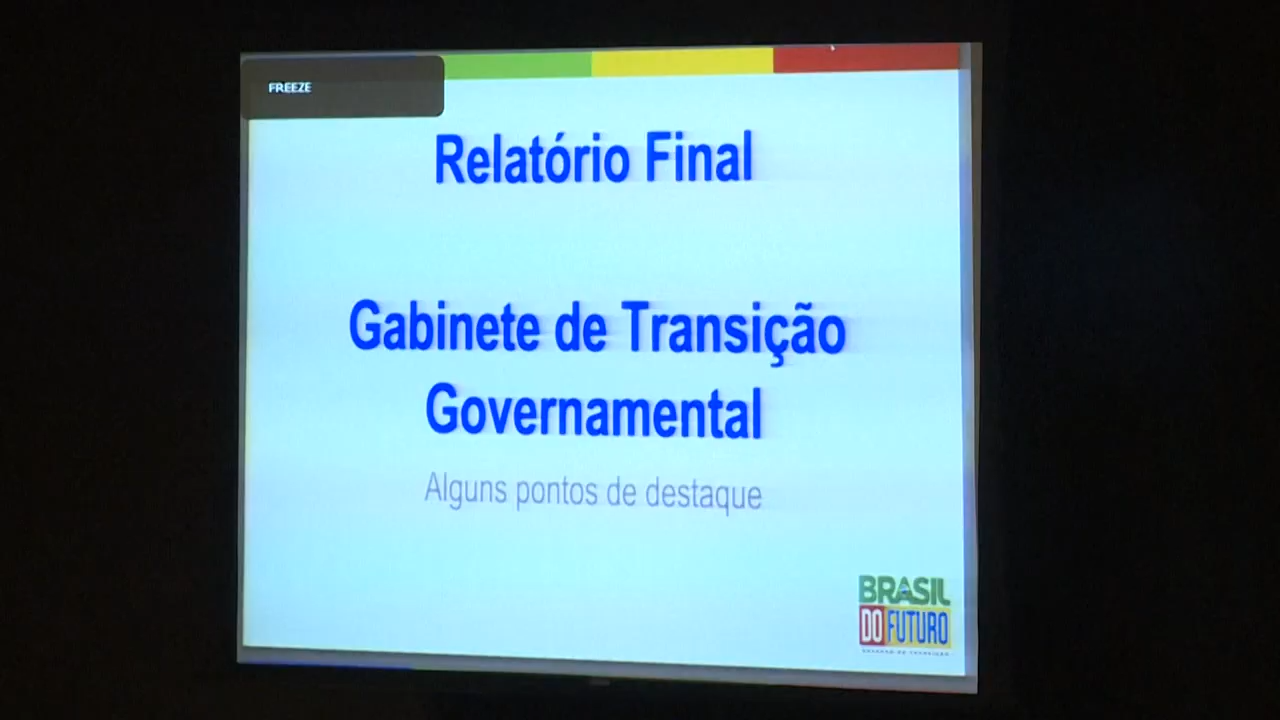 FREEZE
Relatório Final
Gabinete de Transição
Governamental
Alguns pontos de destaque
BRASIL
DO FUTURO